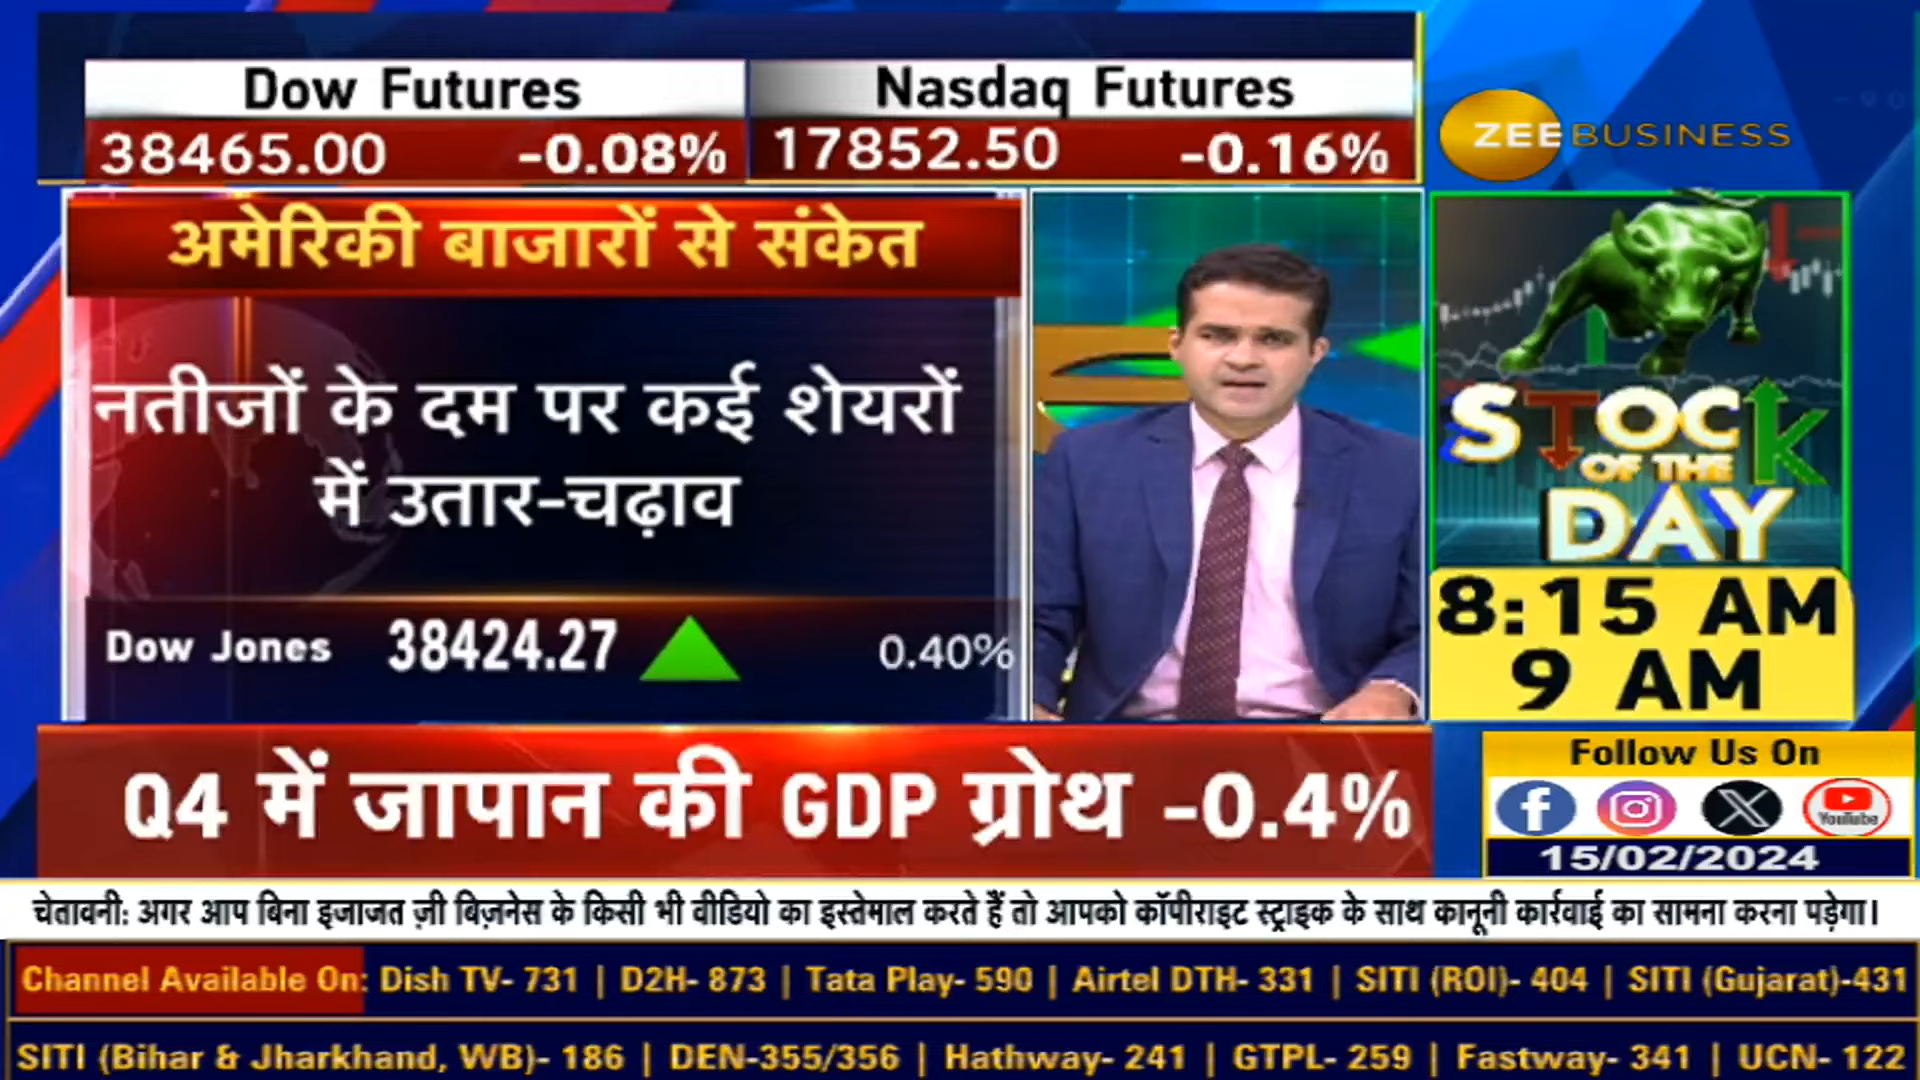 Dow Futures
38465.00 -0.08%
Nasdaq Futures
17852.50 -0.16%
ZEE BUSINESS
अमेरिकी बाजारों से संकेत
नतीजों के दम पर कई शेयरों
में उतार-चढ़ाव
Dow Jones 38424.27 0.40%
STOCK
OF THE
DAY
8:15 AM
9 AM
Q4 में जापान की GDP ग्रोथ -0.4%
Follow Us On
YouTube
15/02/2024
चेतावनी: अगर आप बिना इजाजत ज़ी बिज़नेस के किसी भी वीडियो का इस्तेमाल करते हैं तो आपको कॉपीराइट स्ट्राइक के साथ कानूनी कार्रवाई का सामना करना पड़ेगा।
Channel Available On: Dish TV- 731 | D2H- 873 | Tata Play- 590 | Airtel DTH- 331 | SITI (ROI)- 404 | SITI (Gujarat)-431
SITI (Bihar & Jharkhand, WB)- 186 | DEN-355/356 | Hathway- 241 | GTPL- 259 | Fastway- 341 | UCN- 122